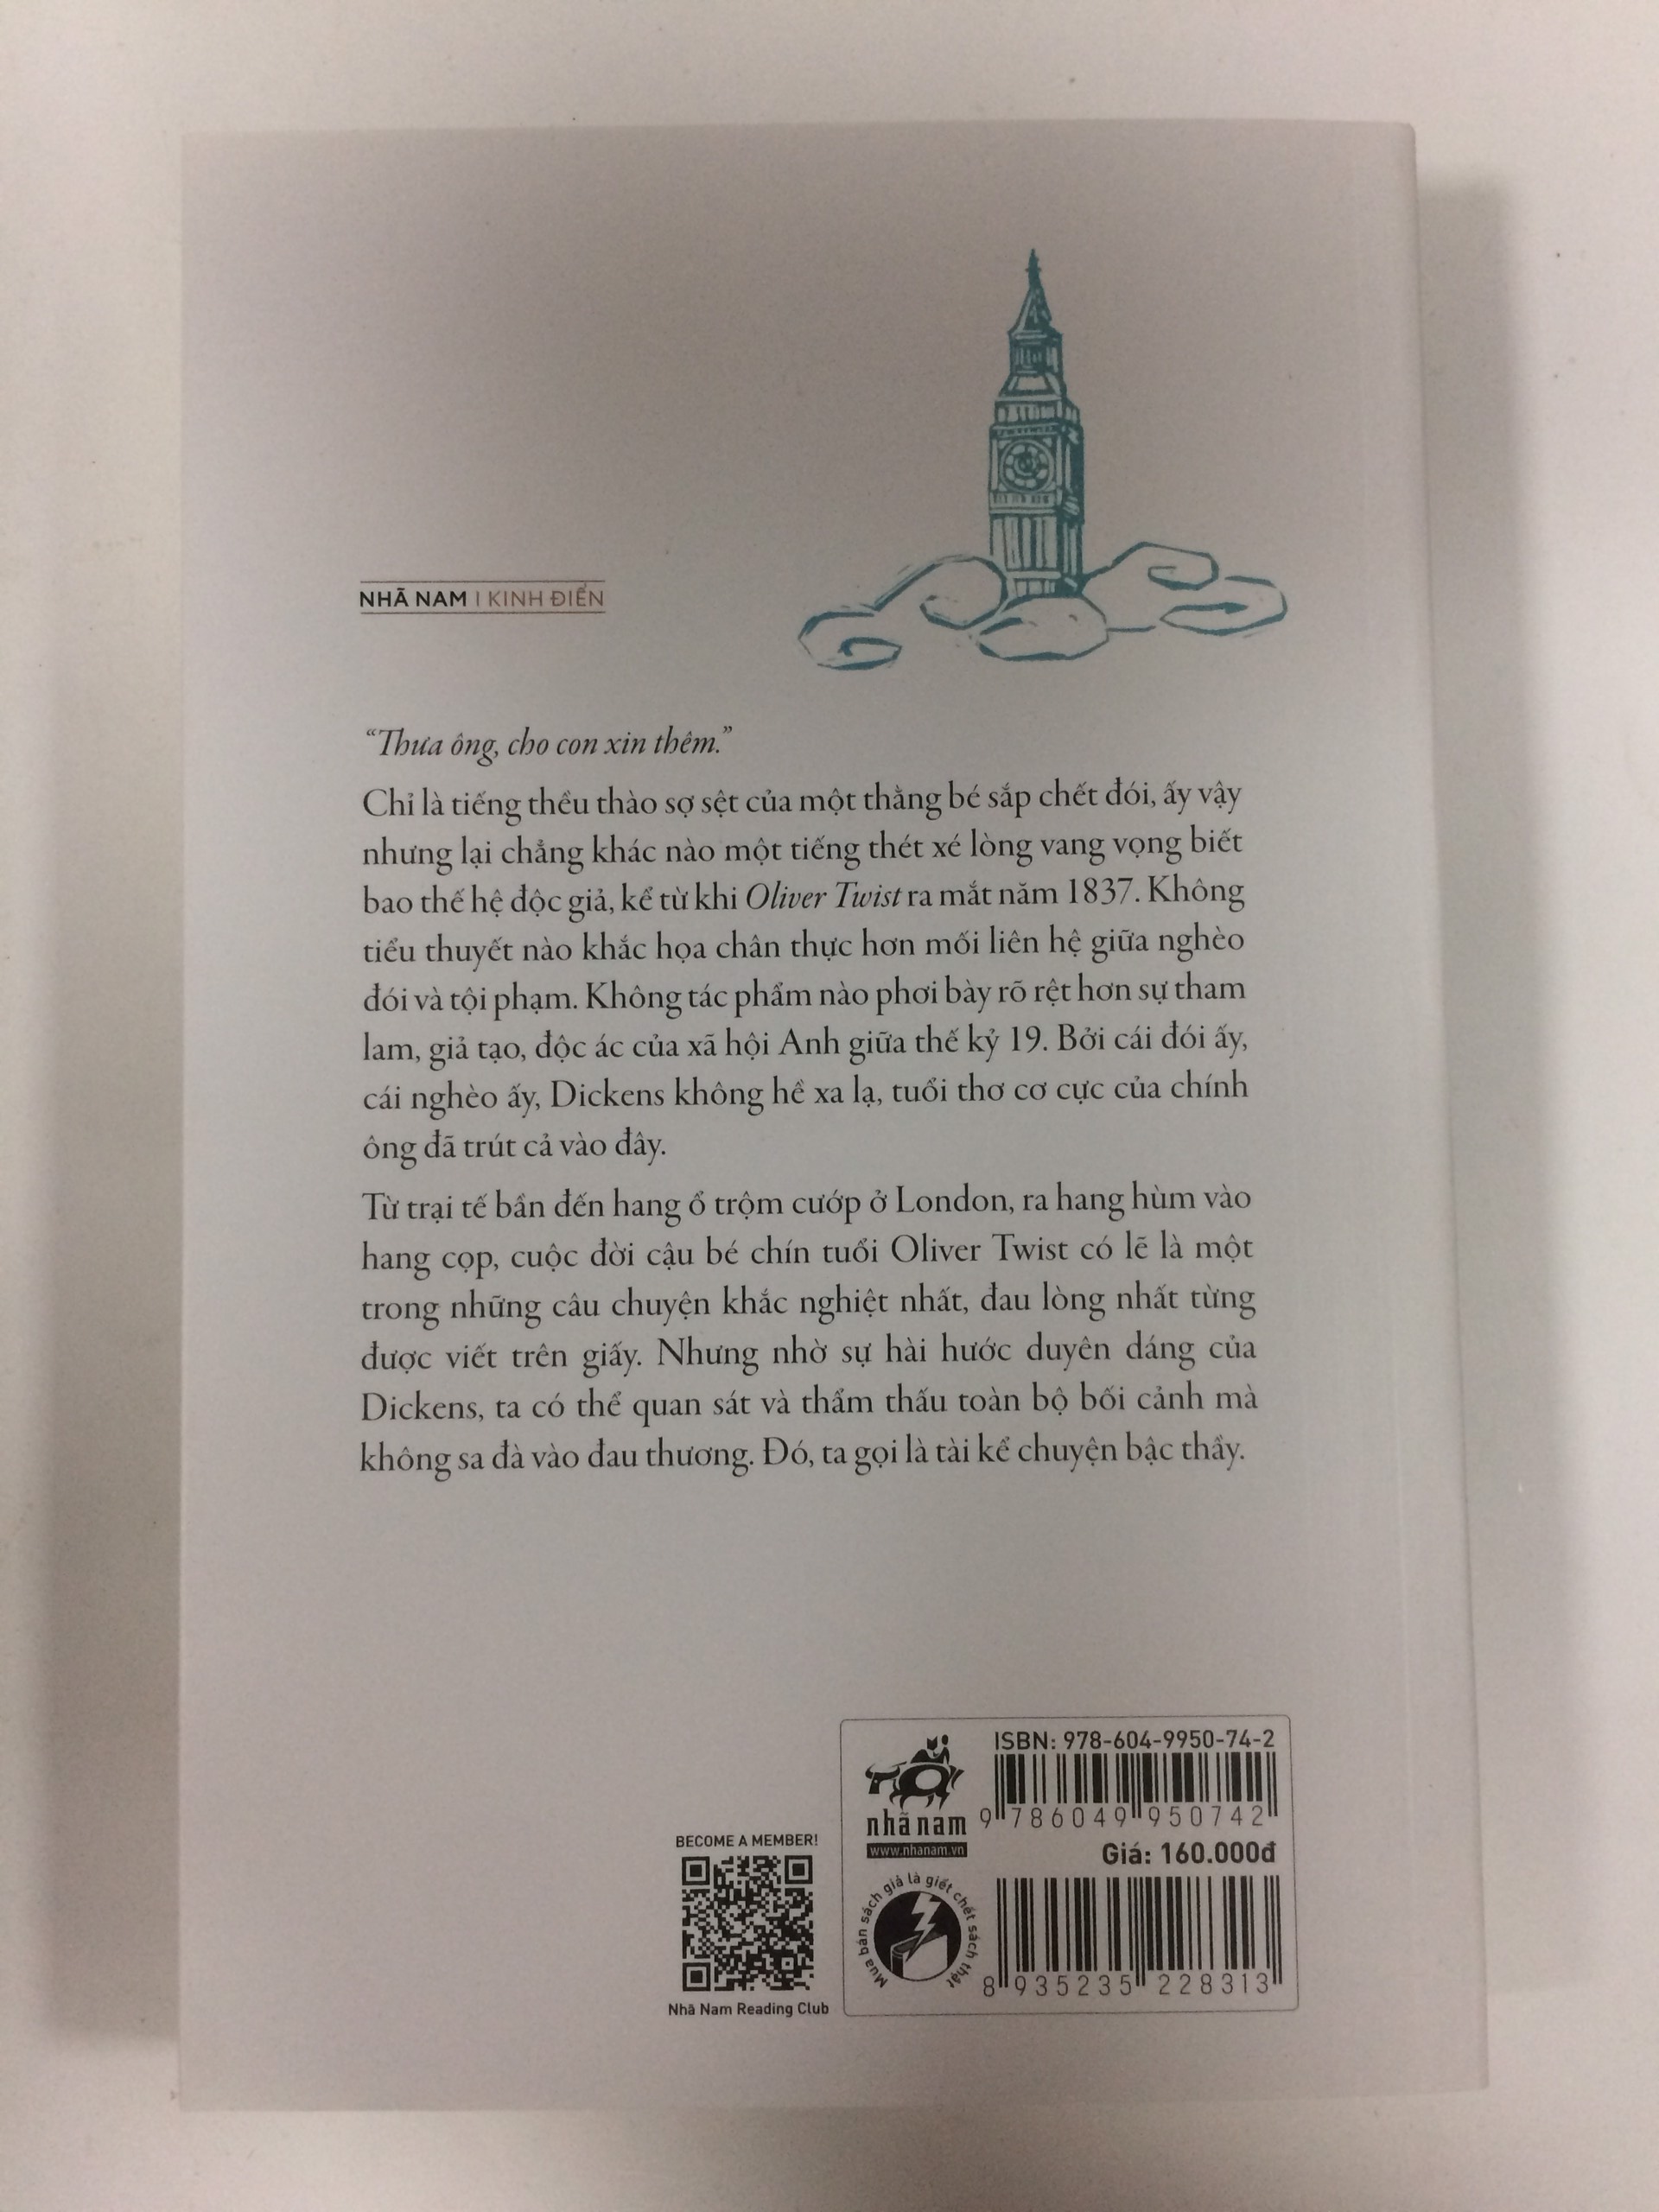 NHÃ NAM | KINH ĐIỂN
“Thưa ông, cho con xin thêm.”
Chỉ là tiếng thều thào sợ sệt của một thằng bé sắp chết đói, ấy vậy
nhưng lại chẳng khác nào một tiếng thét xé lòng vang vọng biết
bao thế hệ độc giả, kể từ khi Oliver Twist ra mắt năm 1837. Không
tiểu thuyết nào khắc họa chân thực hơn mối liên hệ giữa nghèo
đói và tội phạm. Không tác phẩm nào phơi bày rõ rệt hơn sự tham
lam, giả tạo, độc ác của xã hội Anh giữa thế kỷ 19. Bởi cái đói ấy,
cái nghèo ấy, Dickens không hề xa lạ, tuổi thơ cơ cực của chính
ông đã trút cả vào đây.
Từ trại tế bần đến hang ổ trộm cướp ở London, ra hang hùm vào
hang cọp, cuộc đời cậu bé chín tuổi Oliver Twist có lẽ là một
trong những câu chuyện khắc nghiệt nhất, đau lòng nhất từng
được viết trên giấy. Nhưng nhờ sự hài hước duyên dáng của
Dickens, ta có thể quan sát và thẩm thấu toàn bộ bối cảnh mà
không sa đà vào đau thương. Đó, ta gọi là tài kể chuyện bậc thầy.
BECOME A MEMBER!
Nhã Nam Reading Club
nhã nam
www.nhanam.vn
Mua bán sách giả là giết chết sách thật
ISBN: 978-604-9950-74-2
9 786049 950742
Giá: 160.000đ
8 935235 228313